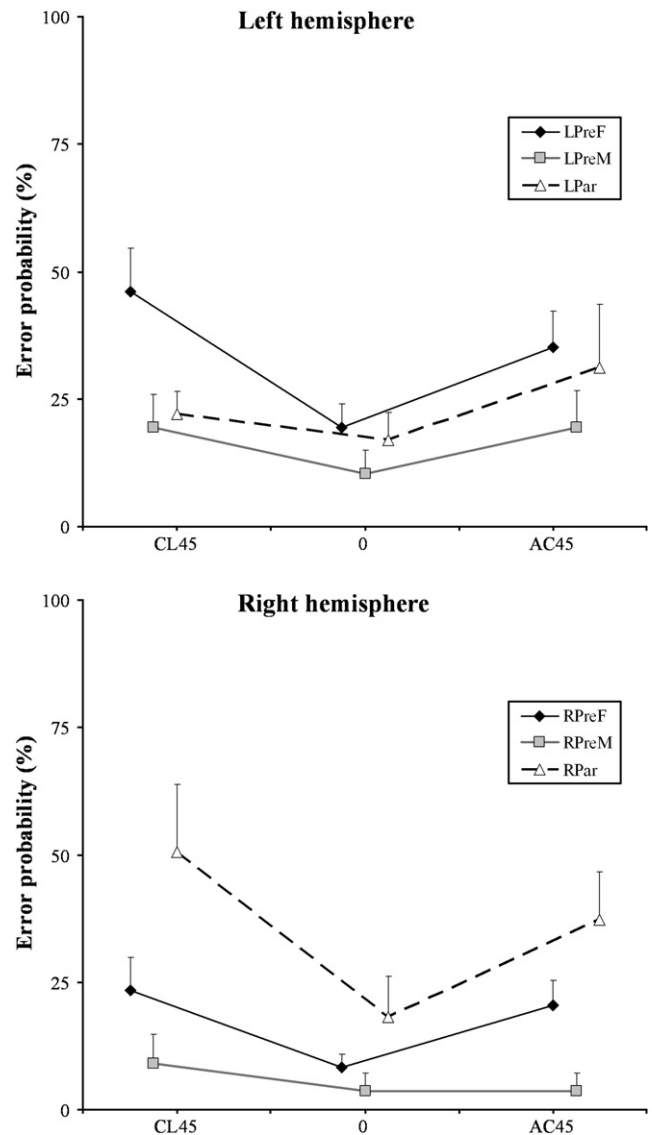 Left hemisphere
Error probability (%)
100
75
50
25
0
LPreF
LPreM
LPar
CL45
0
AC45
Right hemisphere
Error probability (%)
100
75
50
25
0
RPreF
RPreM
RPar
CL45
0
AC45